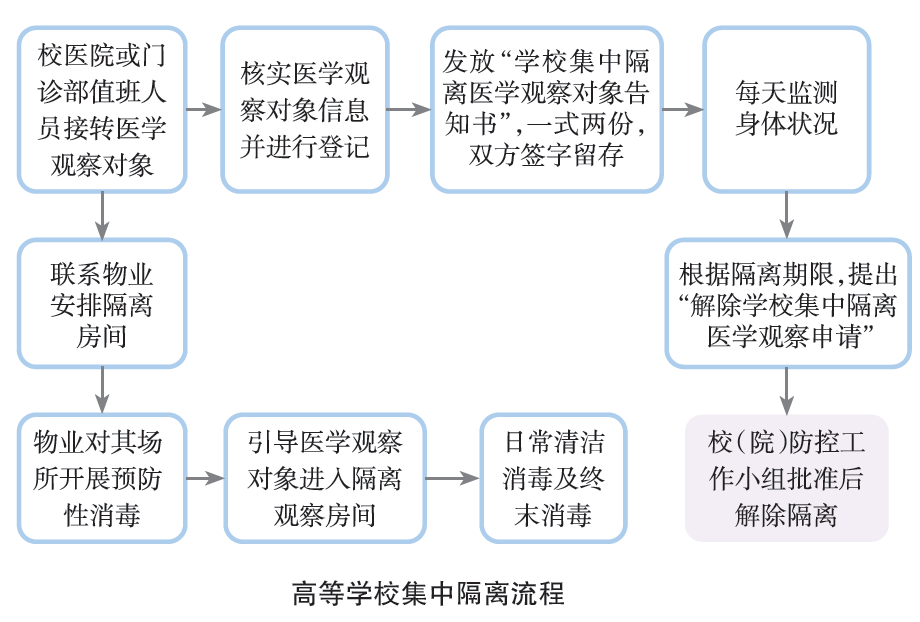 校医院或门
诊部值班人
员接转医学
观察对象
核实医学观
察对象信息
并进行登记
发放“学校集中隔
离医学观察对象告
知书”，一式两份，
双方签字留存
每天监测
身体状况
联系物业
安排隔离
房间
根据隔离期限，提出
“解除学校集中隔离
医学观察申请”
物业对其场
所开展预防
性消毒
引导医学观察
对象进入隔离
观察房间
日常清洁
消毒及终
末消毒
校（院）防控工
作小组批准后
解除隔离
高等学校集中隔离流程